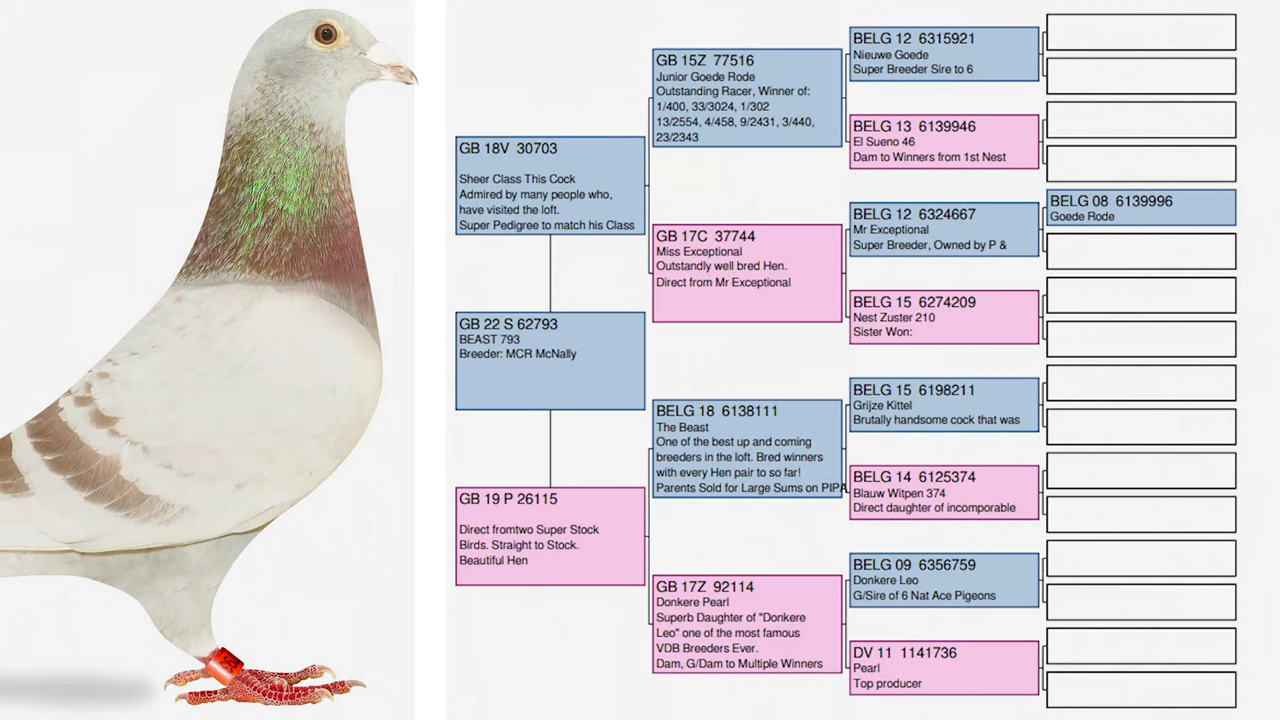 GB 18V 30703
Sheer Class This Cock
Admired by many people who,
have visited the loft.
Super Pedigree to match his Class
GB 22 S 62793
BEAST 793
Breeder: MCR McNally
GB 19 P 26115
Direct fromtwo Super Stock
Birds. Straight to Stock.
Beautiful Hen
GB 15Z 77516
Junior Goede Rode
Outstanding Racer, Winner of:
1/400, 33/3024, 1/302
13/2554, 4/458, 9/2431, 3/440,
23/2343
GB 17C 37744
Miss Exceptional
Outstandly well bred Hen.
Direct from Mr Exceptional
BELG 18 6138111
The Beast
One of the best up and coming
breeders in the loft. Bred winners
with every Hen pair to so far!
Parents Sold for Large Sums on PIPA
GB 17Z 92114
Donkere Pearl
Superb Daughter of "Donkere
Leo" one of the most famous
VDB Breeders Ever.
Dam, G/Dam to Multiple Winners
BELG 12 6315921
Nieuwe Goede
Super Breeder Sire to 6
BELG 13 6139946
El Sueno 46
Dam to Winners from 1st Nest
BELG 12 6324667
Mr Exceptional
Super Breeder, Owned by P &
BELG 15 6274209
Nest Zuster 210
Sister Won:
BELG 15 6198211
Grijze Kittel
Brutally handsome cock that was
BELG 14 6125374
Blauw Witpen 374
Direct daughter of incomporable
BELG 09 6356759
Donkere Leo
G/Sire of 6 Nat Ace Pigeons
DV 11 1141736
Pearl
Top producer
BELG 08 6139996
Goede Rode